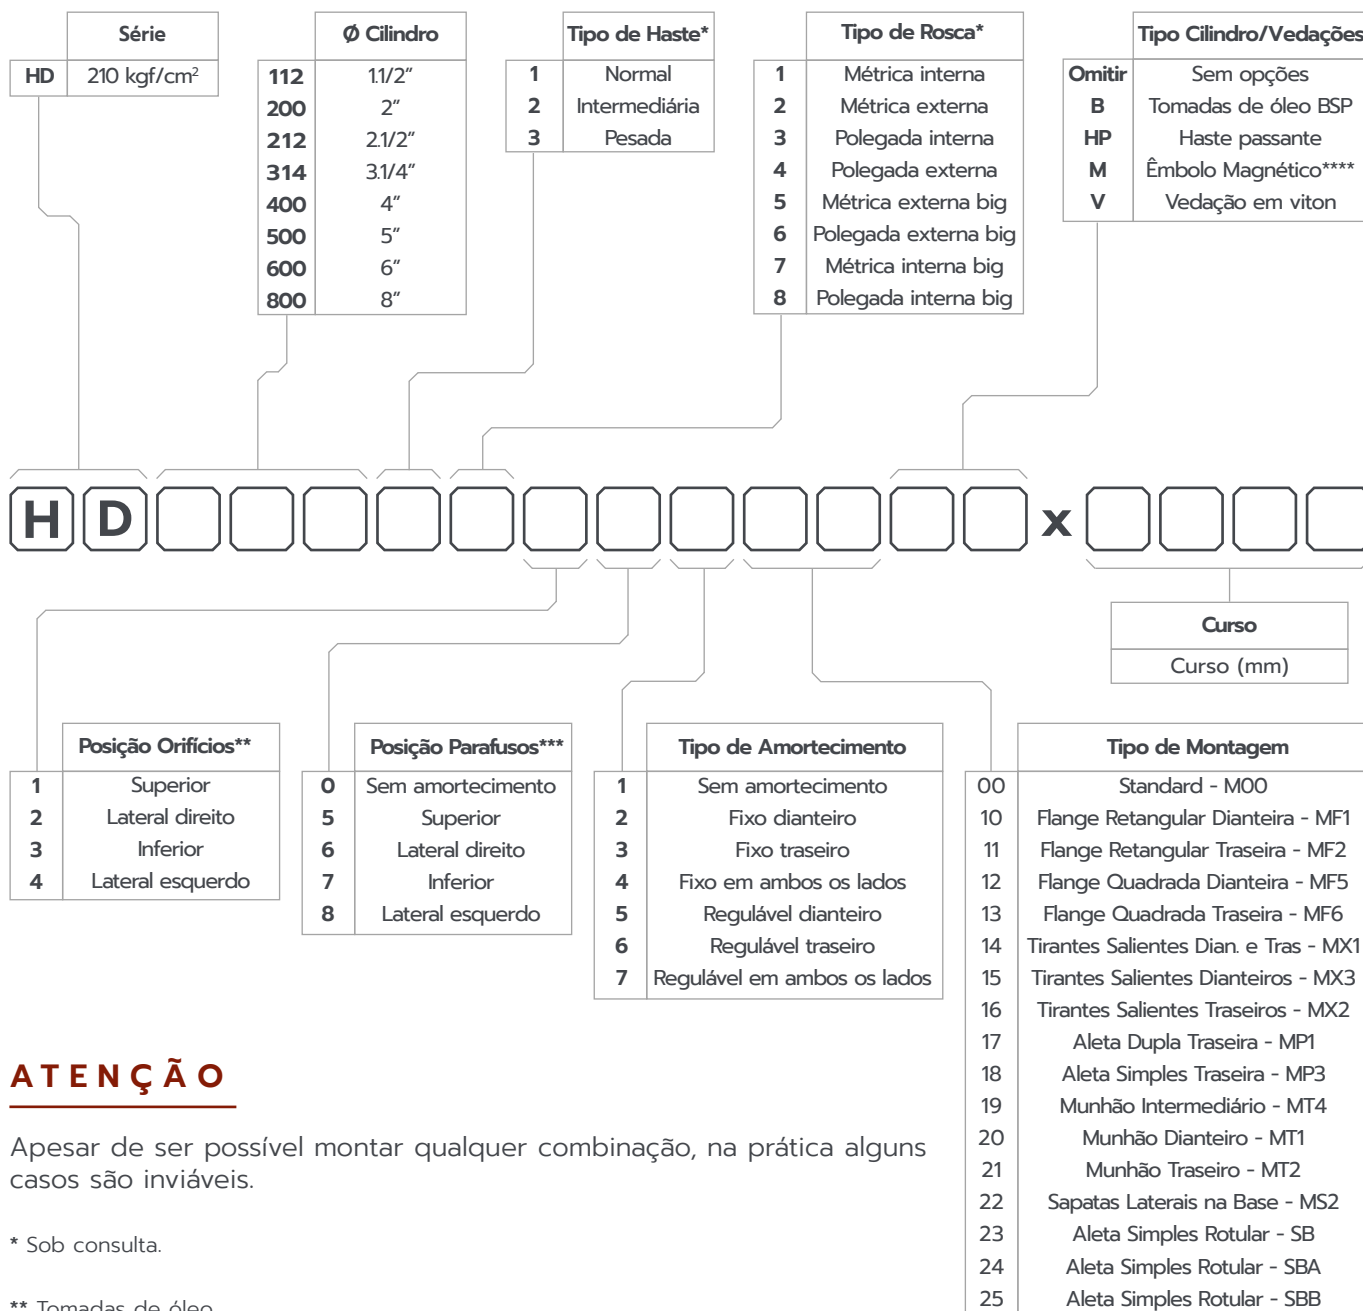 Série
HD 210 kgf/cm²
Ø Cilindro
112 1.1/2"
200 2"
212 2.1/2"
314 3.1/4"
400 4"
500 5"
600 6"
800 8"
Tipo de Haste*
1 Normal
2 Intermediária
3 Pesada
Tipo de Rosca*
1 Métrica interna
2 Métrica externa
3 Polegada interna
4 Polegada externa
5 Métrica externa big
6 Polegada externa big
7 Métrica interna big
8 Polegada interna big
Tipo Cilindro/Vedações
Omitir Sem opções
B Tomadas de óleo BSP
HP Haste passante
M Êmbolo Magnético****
V Vedação em viton
H D x
Curso
Curso (mm)
Posição Orifícios**
1 Superior
2 Lateral direito
3 Inferior
4 Lateral esquerdo
Posição Parafusos***
0 Sem amortecimento
5 Superior
6 Lateral direito
7 Inferior
8 Lateral esquerdo
Tipo de Amortecimento
1 Sem amortecimento
2 Fixo dianteiro
3 Fixo traseiro
4 Fixo em ambos os lados
5 Regulável dianteiro
6 Regulável traseiro
7 Regulável em ambos os lados
Tipo de Montagem
00 Standard - M00
10 Flange Retangular Dianteira - MF1
11 Flange Retangular Traseira - MF2
12 Flange Quadrada Dianteira - MF5
13 Flange Quadrada Traseira - MF6
14 Tirantes Salientes Dian. e Tras - MX1
15 Tirantes Salientes Dianteiros - MX3
16 Tirantes Salientes Traseiros - MX2
17 Aleta Dupla Traseira - MP1
18 Aleta Simples Traseira - MP3
19 Munhão Intermediário - MT4
20 Munhão Dianteiro - MT1
21 Munhão Traseiro - MT2
22 Sapatas Laterais na Base - MS2
23 Aleta Simples Rotular - SB
24 Aleta Simples Rotular - SBA
25 Aleta Simples Rotular - SBB
ATENÇÃO
Apesar de ser possível montar qualquer combinação, na prática alguns
casos são inviáveis.
* Sob consulta.
** Tomadas de óleo